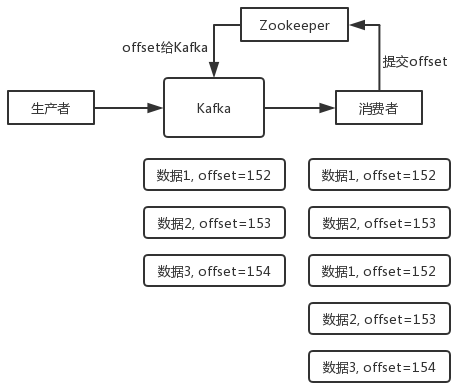 Zookeeper
offset给Kafka
提交offset
生产者
Kafka
消费者
数据1, offset=152
数据1, offset=152
数据2, offset=153
数据2, offset=153
数据3, offset=154
数据1, offset=152
数据2, offset=153
数据3, offset=154